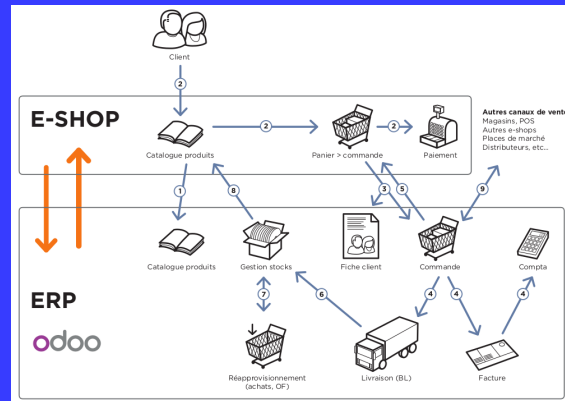 Client
2
E-SHOP
2
2
Autres canaux de vente
Magasins, POS
Autres e-shops
Places de marché
Distributeurs, etc...
Catalogue produits
Panier > commande
Paiement
1
8
3
5
9
Catalogue produits
Gestion stocks
Fiche client
Commande
Compta
ERP
odoo
7
6
4
4
4
Réapprovisionnement
(achats, OF)
Livraison (BL)
Facture